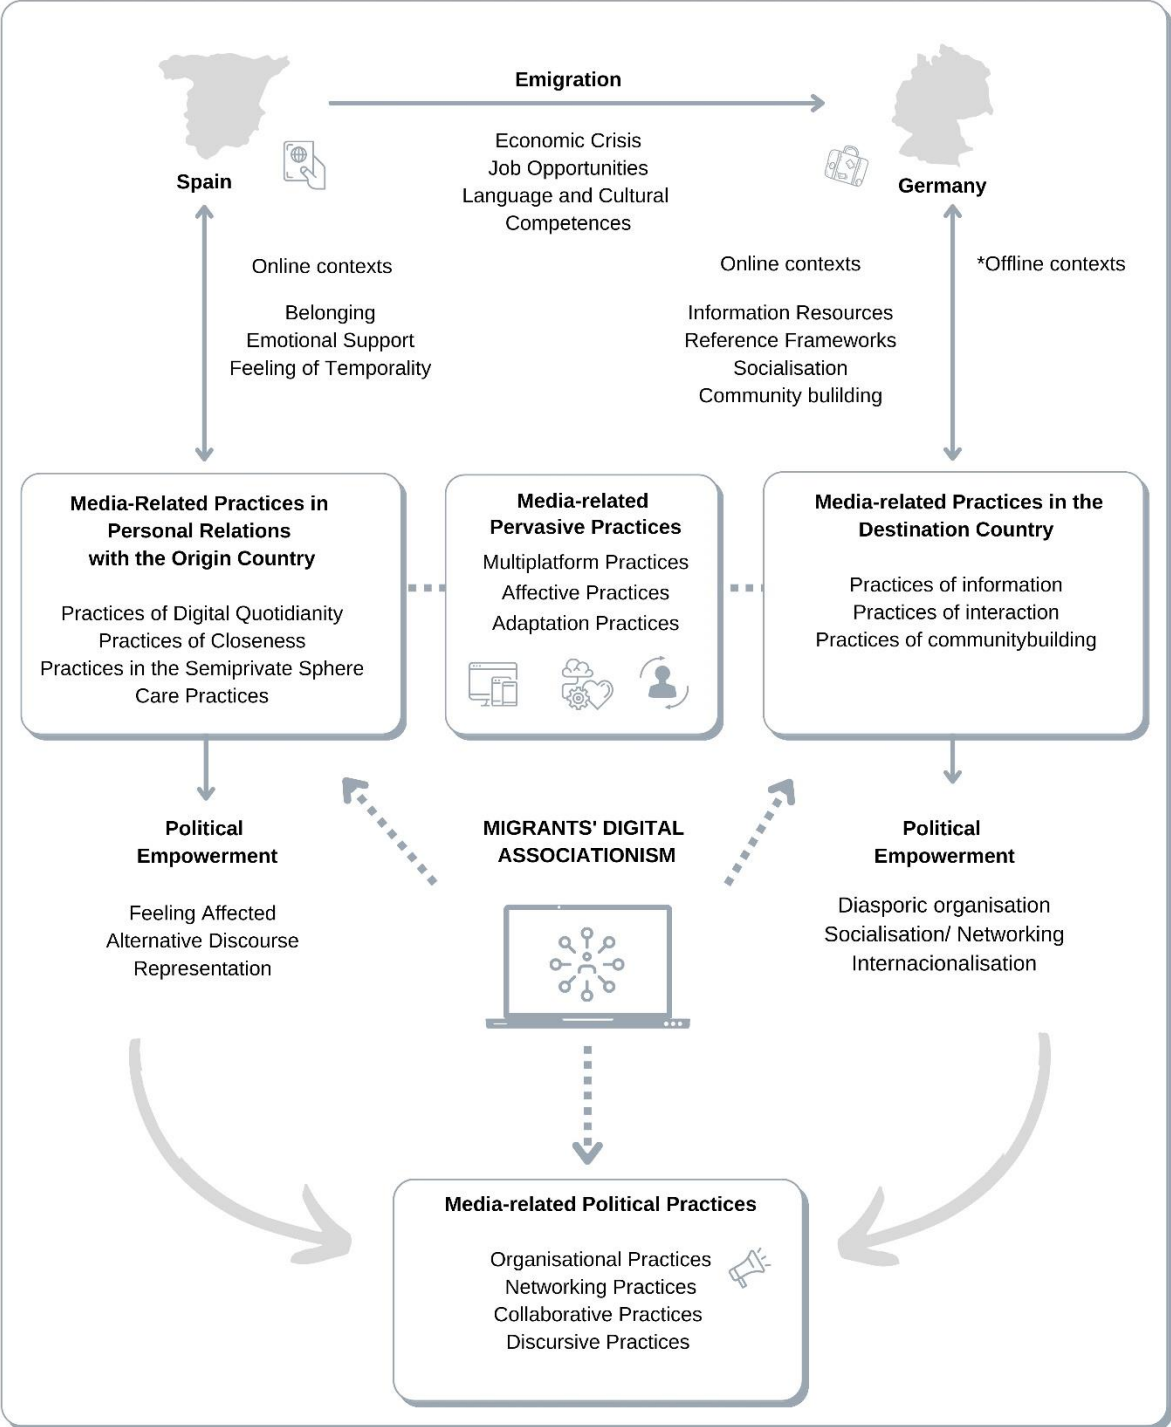 Emigration
Economic Crisis
Job Opportunities
Language and Cultural
Competences
Spain
Germany
Online contexts
Belonging
Emotional Support
Feeling of Temporality
Online contexts
Information Resources
Reference Frameworks
Socialisation
Community bulilding
*Offline contexts
Media-Related Practices in
Personal Relations
with the Origin Country
Practices of Digital Quotidianity
Practices of Closeness
Practices in the Semiprivate Sphere
Care Practices
Media-related
Pervasive Practices
Multiplatform Practices
Affective Practices
Adaptation Practices
Media-related Practices in the
Destination Country
Practices of information
Practices of interaction
Practices of communitybuilding
Political
Empowerment
Feeling Affected
Alternative Discourse
Representation
MIGRANTS' DIGITAL
ASSOCIATIONISM
Political
Empowerment
Diasporic organisation
Socialisation/ Networking
Internacionalisation
Media-related Political Practices
Organisational Practices
Networking Practices
Collaborative Practices
Discursive Practices